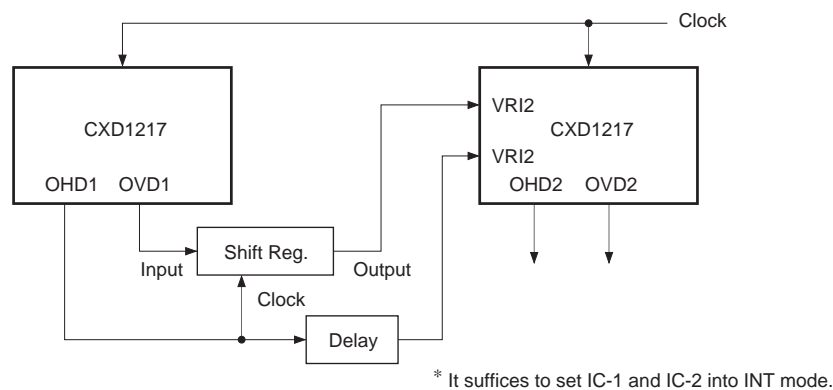 Clock
CXD1217
OHD1 OVD1
VRI2
CXD1217
VRI2
OHD2 OVD2
Shift Reg.
Input
Output
Clock
Delay
* It suffices to set IC-1 and IC-2 into INT mode.